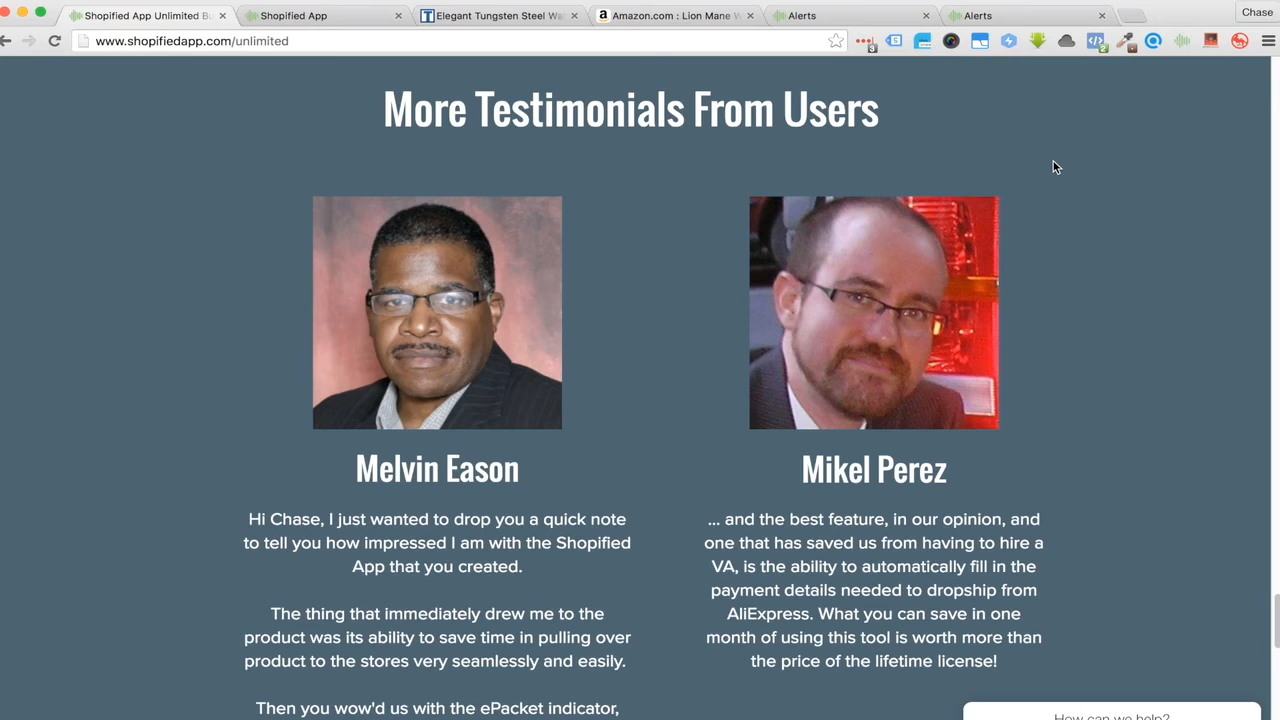 Shopified App Unlimited Bu
Shopified App
Elegant Tungsten Steel Wat
Amazon.com : Lion Mane W
Alerts
Alerts
Chase
www.shopifiedapp.com/unlimited
3
2
More Testimonials From Users
Melvin Eason
Hi Chase, I just wanted to drop you a quick note
to tell you how impressed I am with the Shopified
App that you created.
The thing that immediately drew me to the
product was its ability to save time in pulling over
product to the stores very seamlessly and easily.
Then you wow'd us with the ePacket indicator,
Mikel Perez
... and the best feature, in our opinion, and
one that has saved us from having to hire a
VA, is the ability to automatically fill in the
payment details needed to dropship from
AliExpress. What you can save in one
month of using this tool is worth more than
the price of the lifetime license!
How can we help?